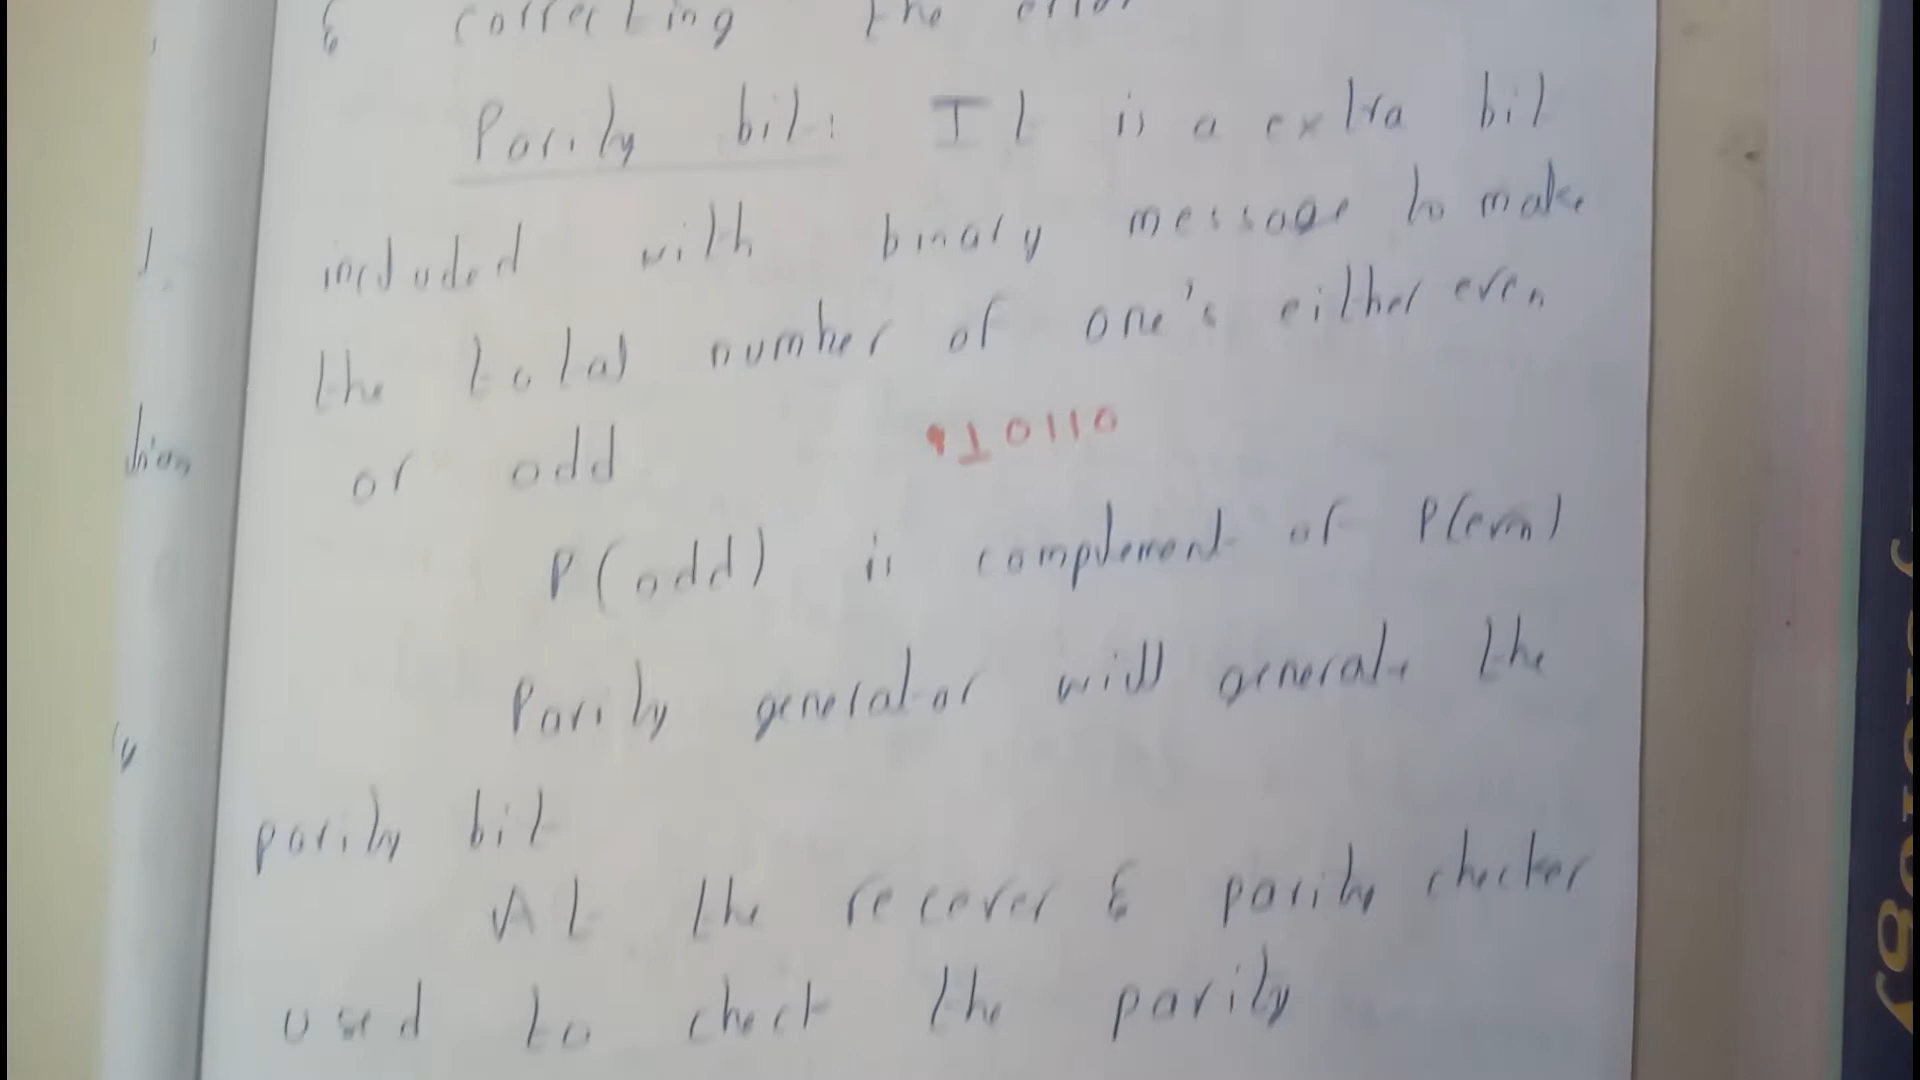 & correcting the error
Parity bit: It is a extra bit
included with binary message to make
the total number of one's either even
or odd
10110
P(odd) is complement of P(even)
Parity generator will generate the
parity bit
At the recever & parity checker
used to check the parity